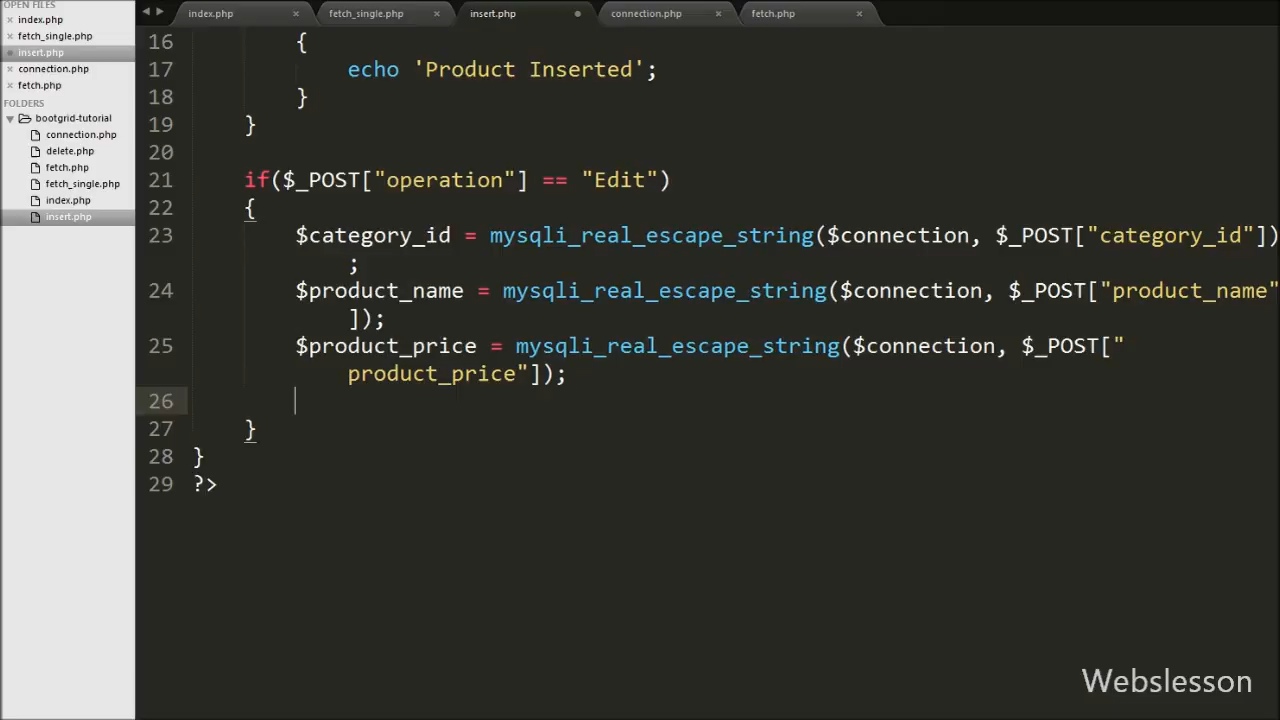 OPEN FILES
index.php
fetch_single.php
insert.php
connection.php
fetch.php
FOLDERS
bootgrid-tutorial
connection.php
delete.php
fetch.php
fetch_single.php
index.php
insert.php
index.php × fetch_single.php × insert.php connection.php × fetch.php ×
16 {
17 echo 'Product Inserted';
18 }
19 }
20
21 if($_POST["operation"] == "Edit")
22 {
23 $category_id = mysqli_real_escape_string($connection, $_POST["category_id"])
;
24 $product_name = mysqli_real_escape_string($connection, $_POST["product_name"
]);
25 $product_price = mysqli_real_escape_string($connection, $_POST["
product_price"]);
26
27 }
28 }
29 ?>
Webslesson